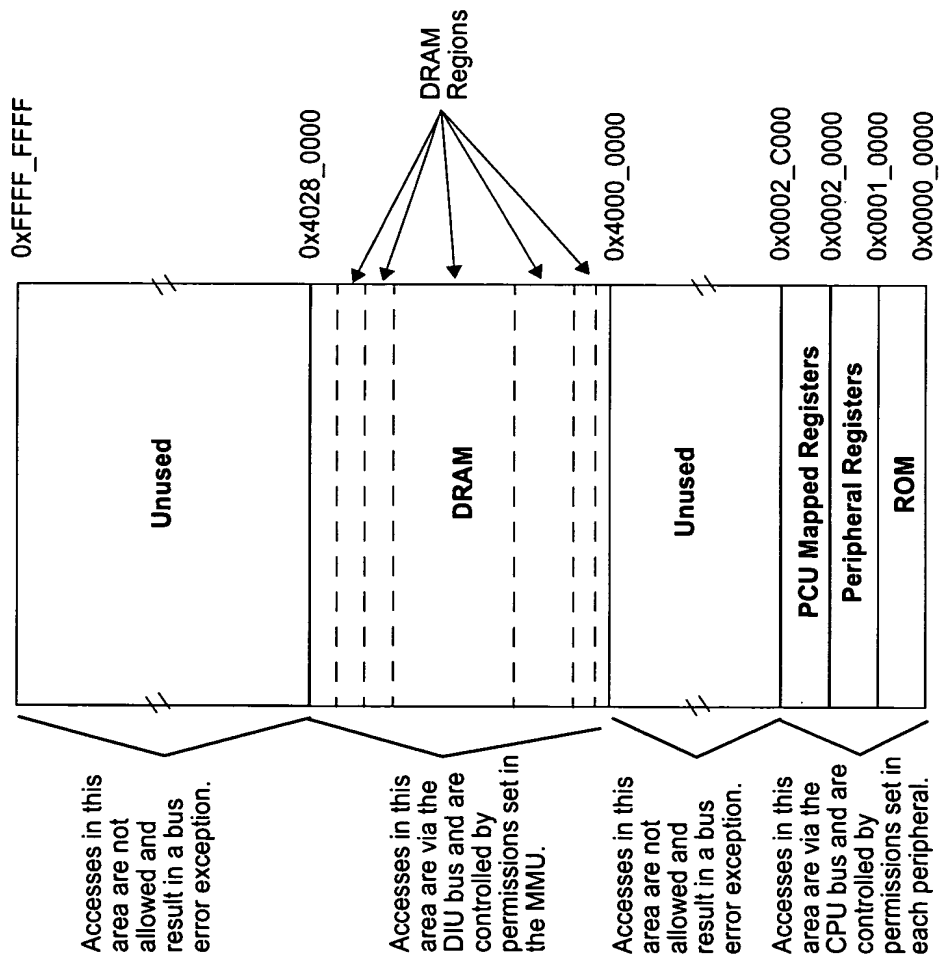 0xFFFF_FFFF
Accesses in this
area are not
allowed and
result in a bus
error exception.
Unused
0x4028_0000
Accesses in this
area are via the
DIU bus and are
controlled by
permissions set in
the MMU.
DRAM
DRAM
Regions
0x4000_0000
Accesses in this
area are not
allowed and
result in a bus
error exception.
Unused
0x0002_C000
Accesses in this
area are via the
CPU bus and are
controlled by
permissions set in
each peripheral.
PCU Mapped Registers
0x0002_0000
Peripheral Registers
0x0001_0000
ROM
0x0000_0000